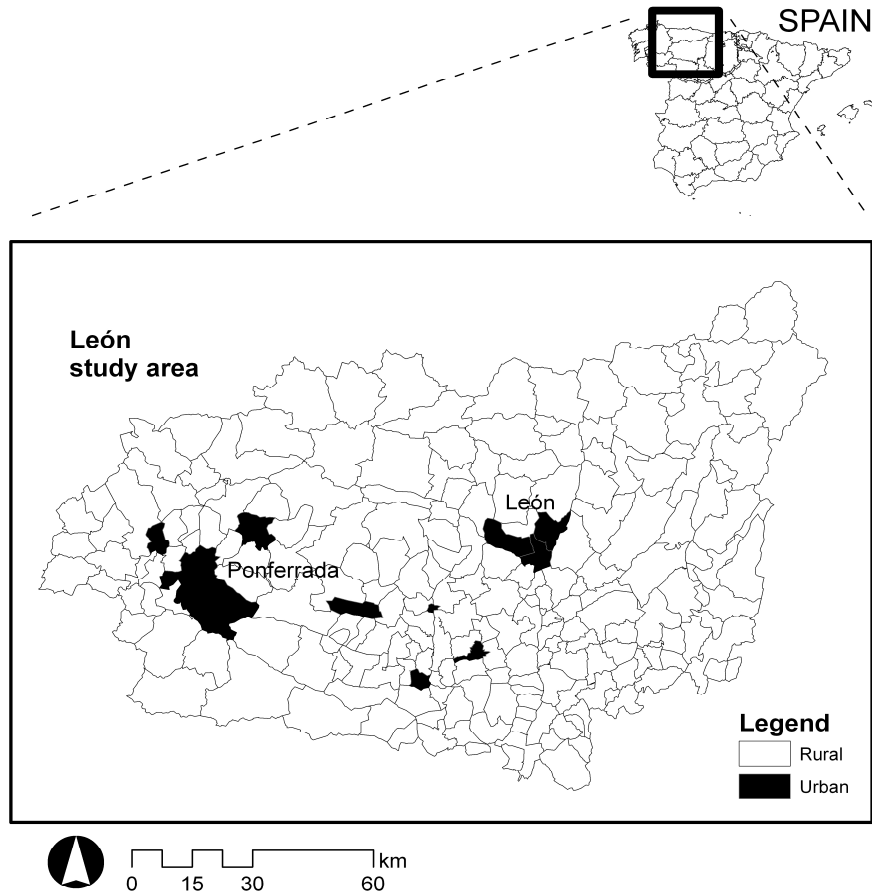 SPAIN
León
study area
León
Ponferrada
Legend
Rural
Urban
km
0 15 30 60